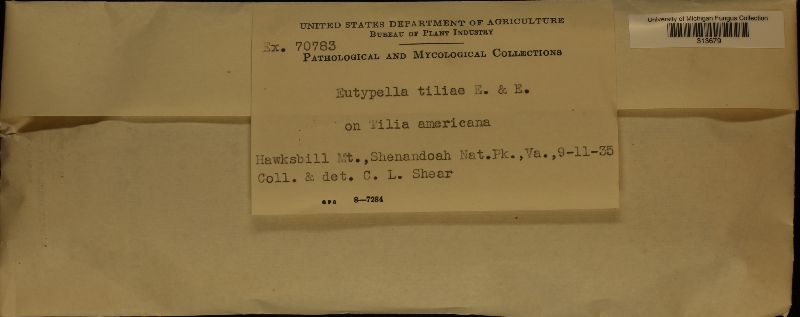 UNITED STATES DEPARTMENT OF AGRICULTURE
BUREAU OF PLANT INDUSTRY
Ex. 70783
PATHOLOGICAL AND MYCOLOGICAL COLLECTIONS
Eutypella tiliae E. & E.
on Tilia americana
Hawksbill Mt.,Shenandoah Nat.Pk.,Va.,9-11-35
Coll. & det. C. L. Shear
GPO 8—7284
University of Michigan Fungus Collection
313679